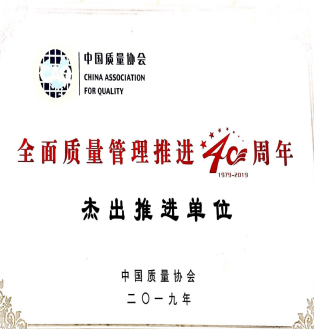 中国质量协会
CHINA ASSOCIATION
FOR QUALITY
全面质量管理推进40周年
1979-2019
杰出推进单位
中国质量协会
二〇一九年